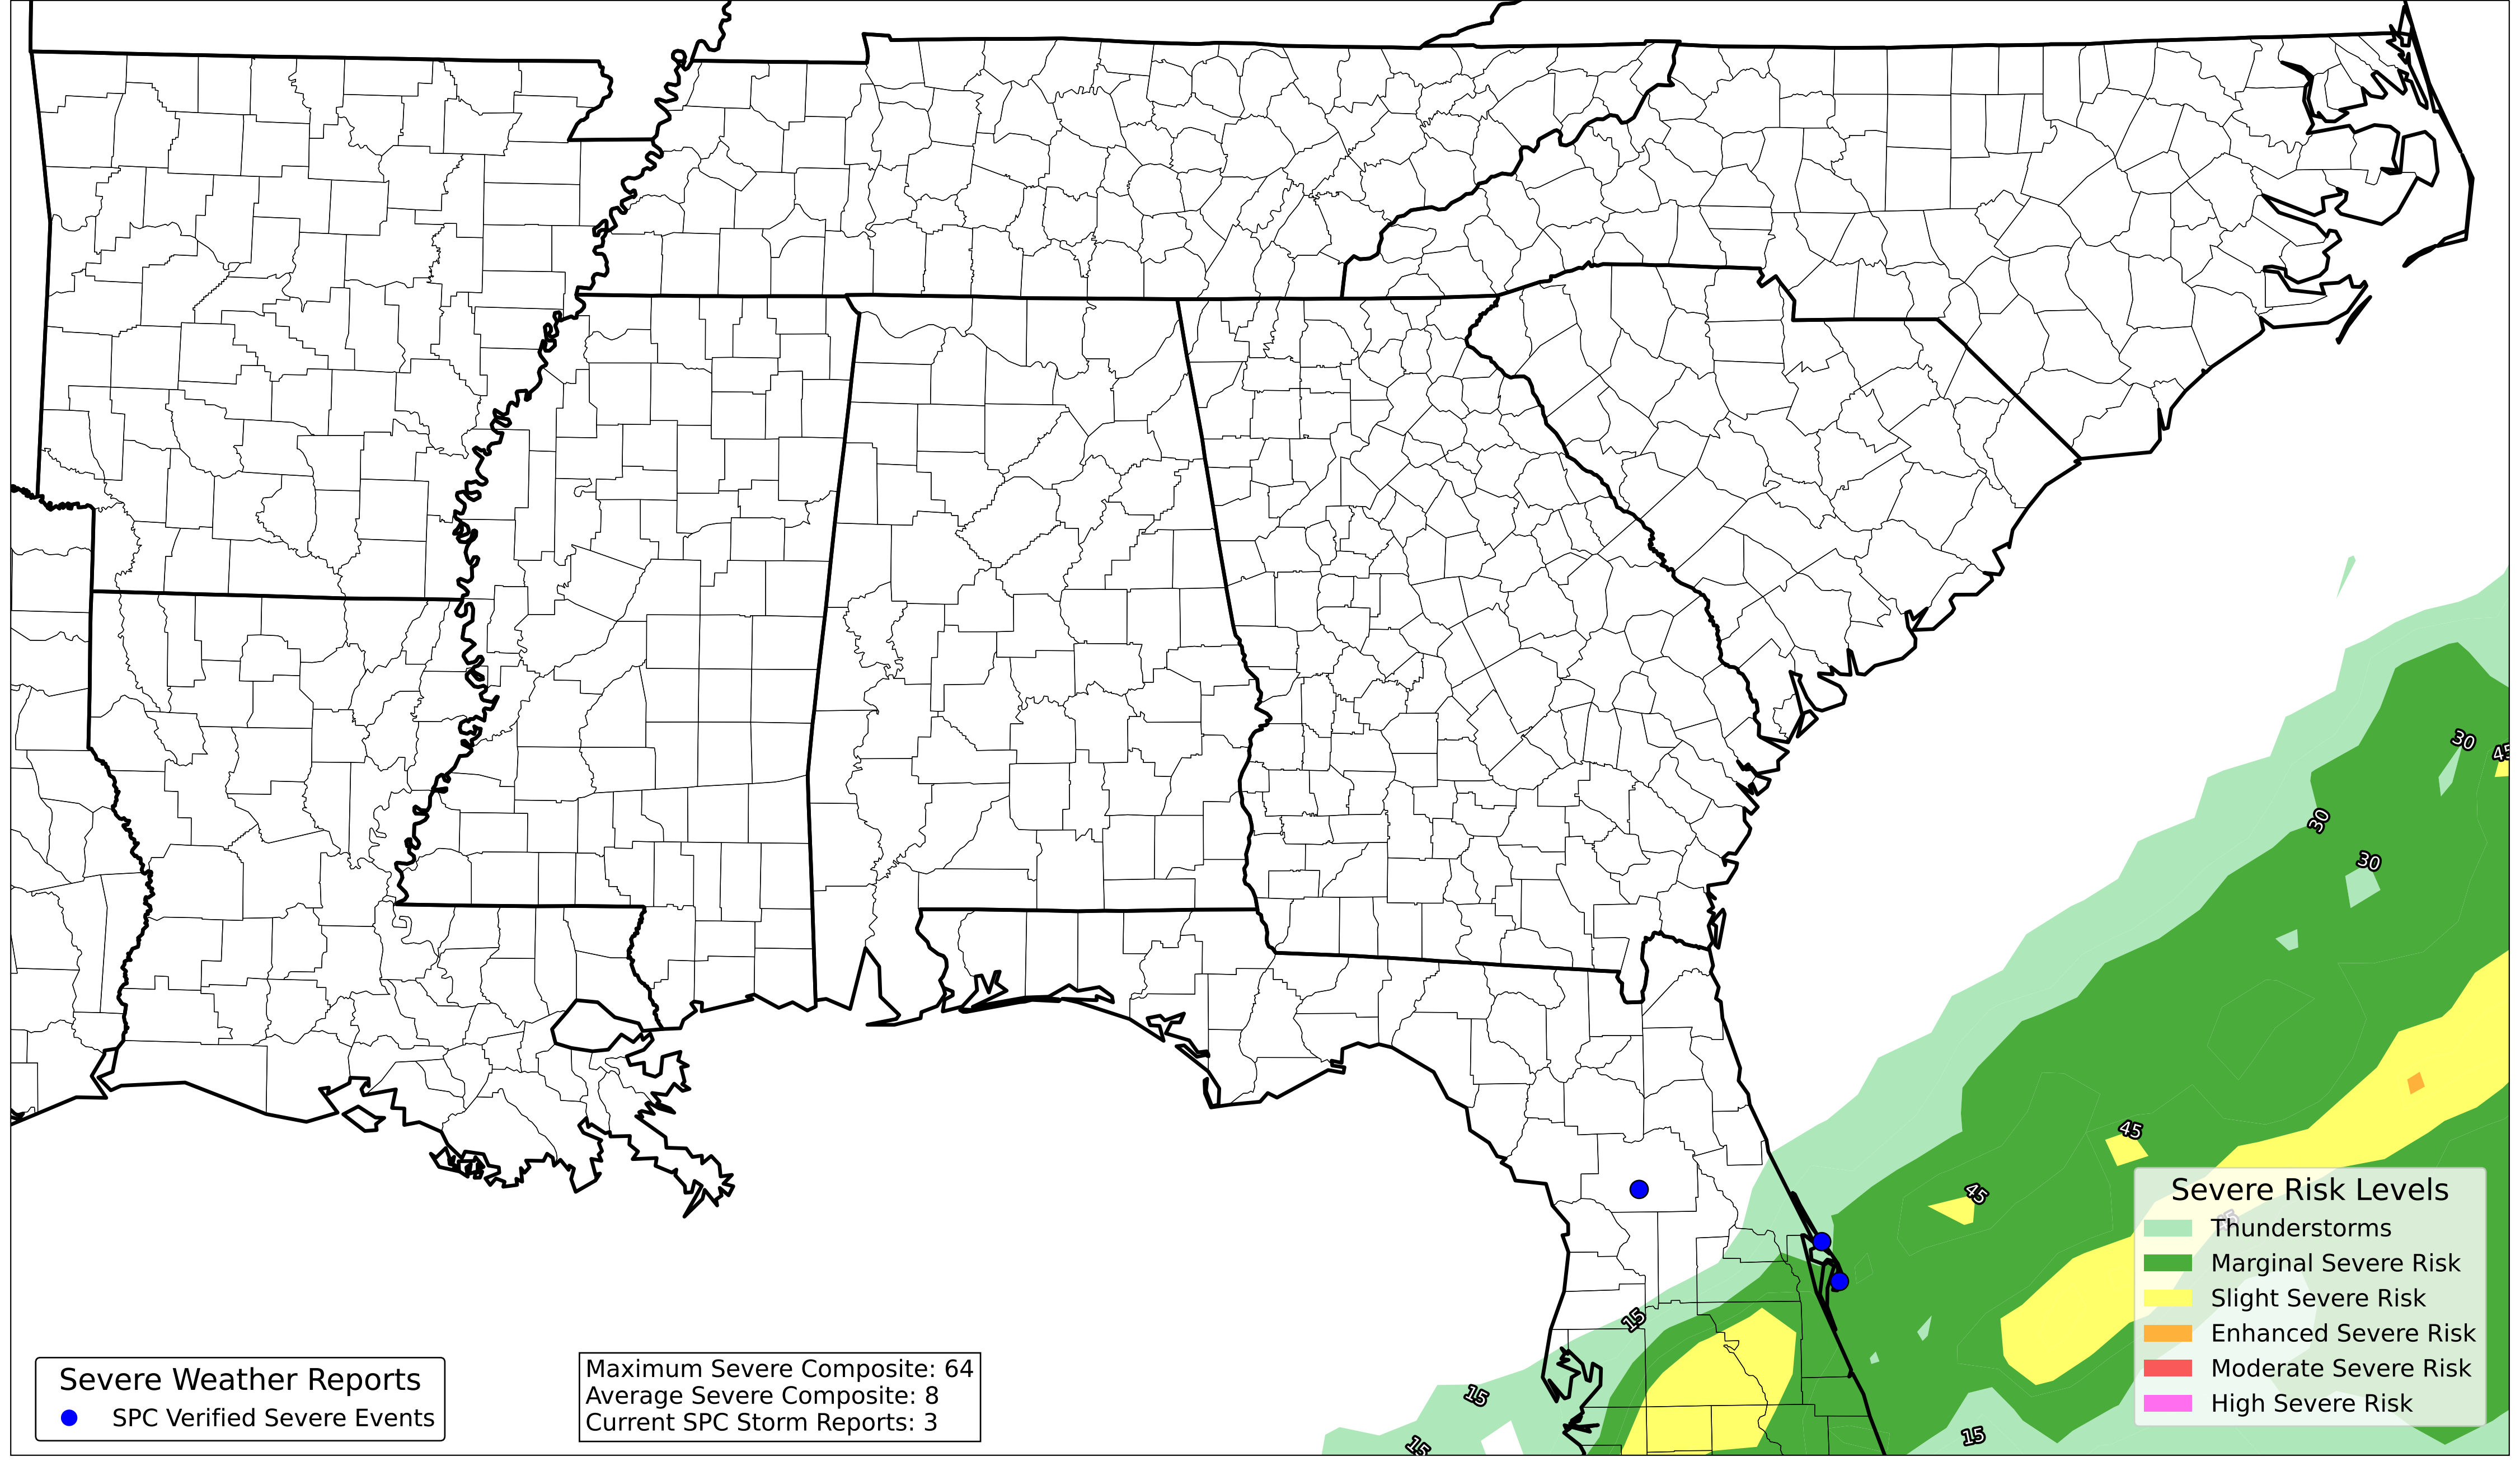 30
45
30
30
45
45
Severe Risk Levels
Thunderstorms
Marginal Severe Risk
Slight Severe Risk
Enhanced Severe Risk
Moderate Severe Risk
High Severe Risk
15
15
15
15
Severe Weather Reports
SPC Verified Severe Events
Maximum Severe Composite: 64
Average Severe Composite: 8
Current SPC Storm Reports: 3